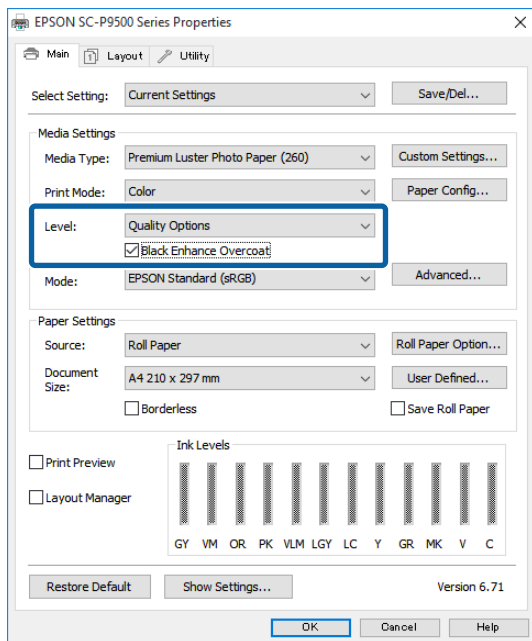 EPSON SC-P9500 Series Properties
Main Layout Utility
Select Setting: Current Settings Save/Del...
Media Settings
Media Type: Premium Luster Photo Paper (260) Custom Settings...
Print Mode: Color Paper Config...
Level: Quality Options
Black Enhance Overcoat
Mode: EPSON Standard (sRGB) Advanced...
Paper Settings
Source: Roll Paper Roll Paper Option...
Document
Size: A4 210 x 297 mm User Defined...
Borderless Save Roll Paper
Ink Levels
Print Preview
Layout Manager
GY VM OR PK VLM LGY LC Y GR MK V C
Restore Default Show Settings... Version 6.71
OK Cancel Help